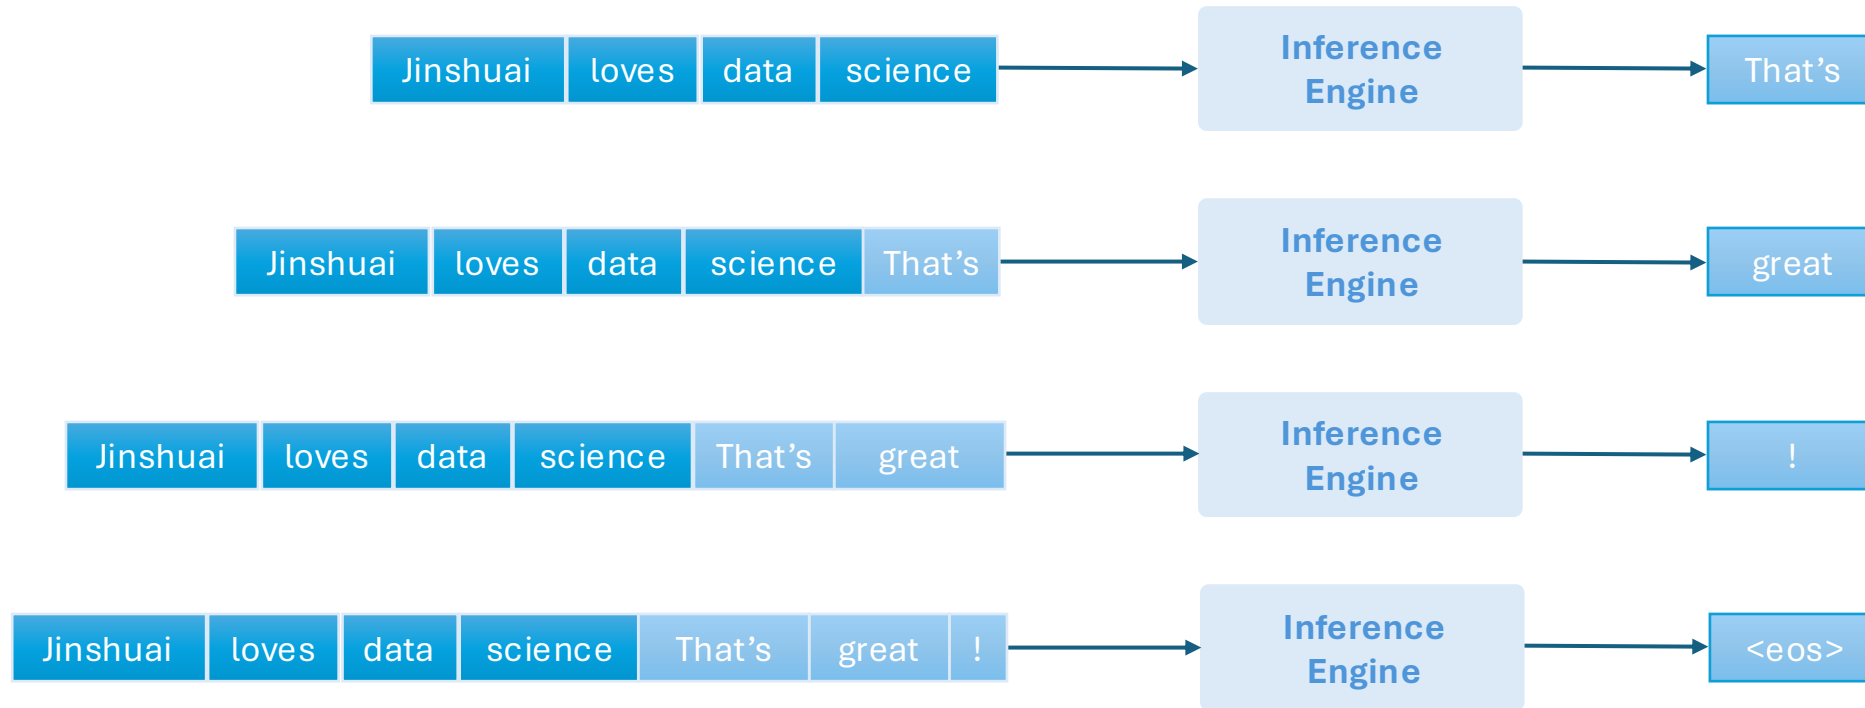 Jinshuai loves data science Inference Engine That’s
Jinshuai loves data science That’s Inference Engine great
Jinshuai loves data science That’s great Inference Engine !
Jinshuai loves data science That’s great ! Inference Engine <eos>